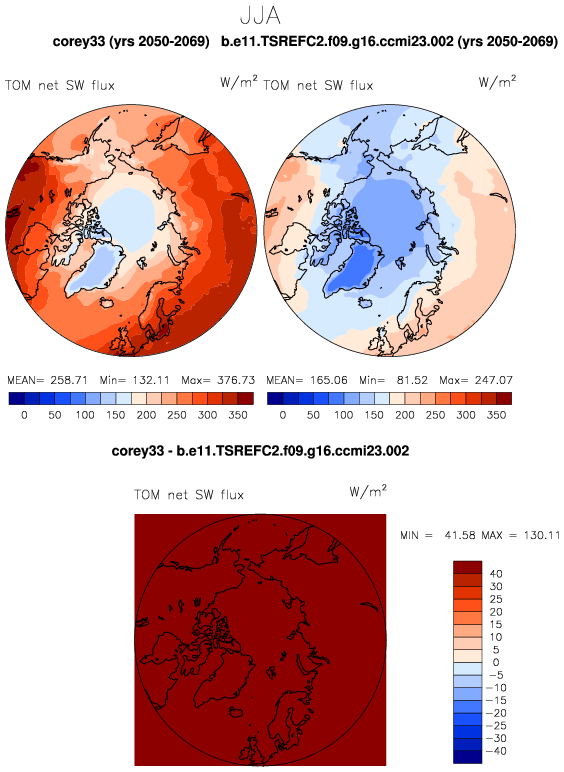 JJA
corey33 (yrs 2050-2069) b.e11.TSREFC2.f09.g16.ccmi23.002 (yrs 2050-2069)
TOM net SW flux W/m² TOM net SW flux W/m²
MEAN= 258.71 Min= 132.11 Max= 376.73 MEAN= 165.06 Min= 81.52 Max= 247.07
0 50 100 150 200 250 300 350 0 50 100 150 200 250 300 350
corey33 - b.e11.TSREFC2.f09.g16.ccmi23.002
TOM net SW flux W/m²
MIN = 41.58 MAX = 130.11
40
30
25
20
15
10
5
0
-5
-10
-15
-20
-25
-30
-40